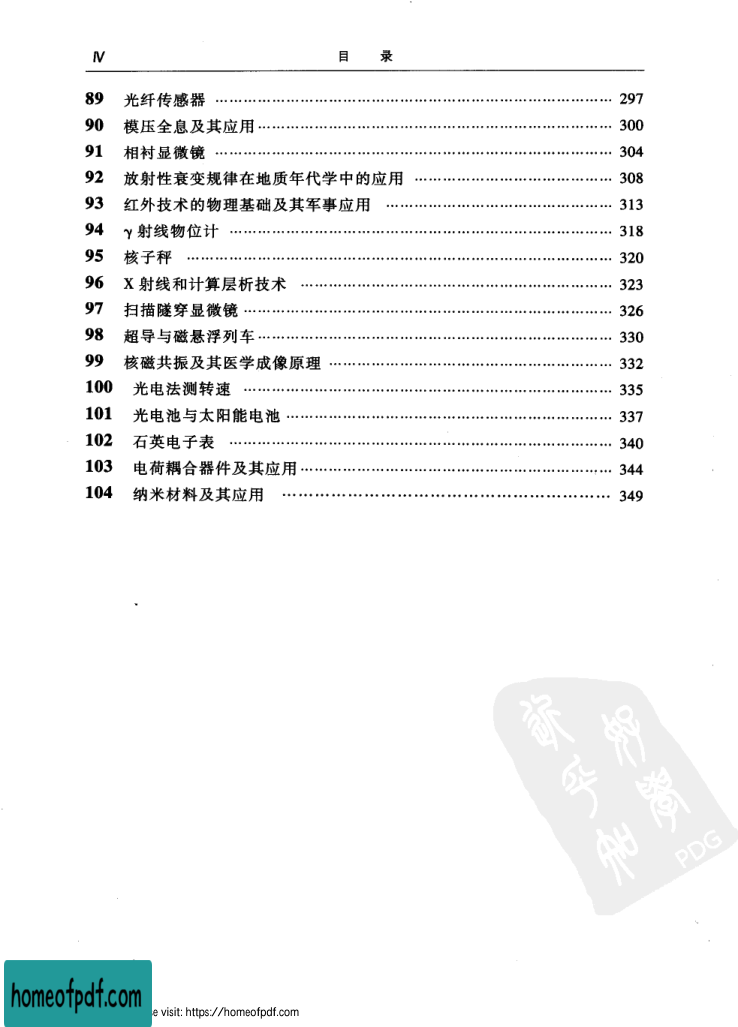 Ⅳ 目 录
89 光纤传感器 …………………………………………………………… 297
90 模压全息及其应用 …………………………………………………………… 300
91 相衬显微镜 …………………………………………………………… 304
92 放射性衰变规律在地质年代学中的应用 …………………………………… 308
93 红外技术的物理基础及其军事应用 …………………………………… 313
94 γ射线物位计 …………………………………………………………… 318
95 核子秤 …………………………………………………………… 320
96 X射线和计算层析技术 …………………………………………………… 323
97 扫描隧穿显微镜 …………………………………………………………… 326
98 超导与磁悬浮列车 …………………………………………………………… 330
99 核磁共振及其医学成像原理 …………………………………………… 332
100 光电法测转速 …………………………………………………………… 335
101 光电池与太阳能电池 …………………………………………………… 337
102 石英电子表 …………………………………………………………… 340
103 电荷耦合器件及其应用 …………………………………………………… 344
104 纳米材料及其应用 …………………………………………………… 349
PDG
homeofpdf.com
e visit: https://homeofpdf.com